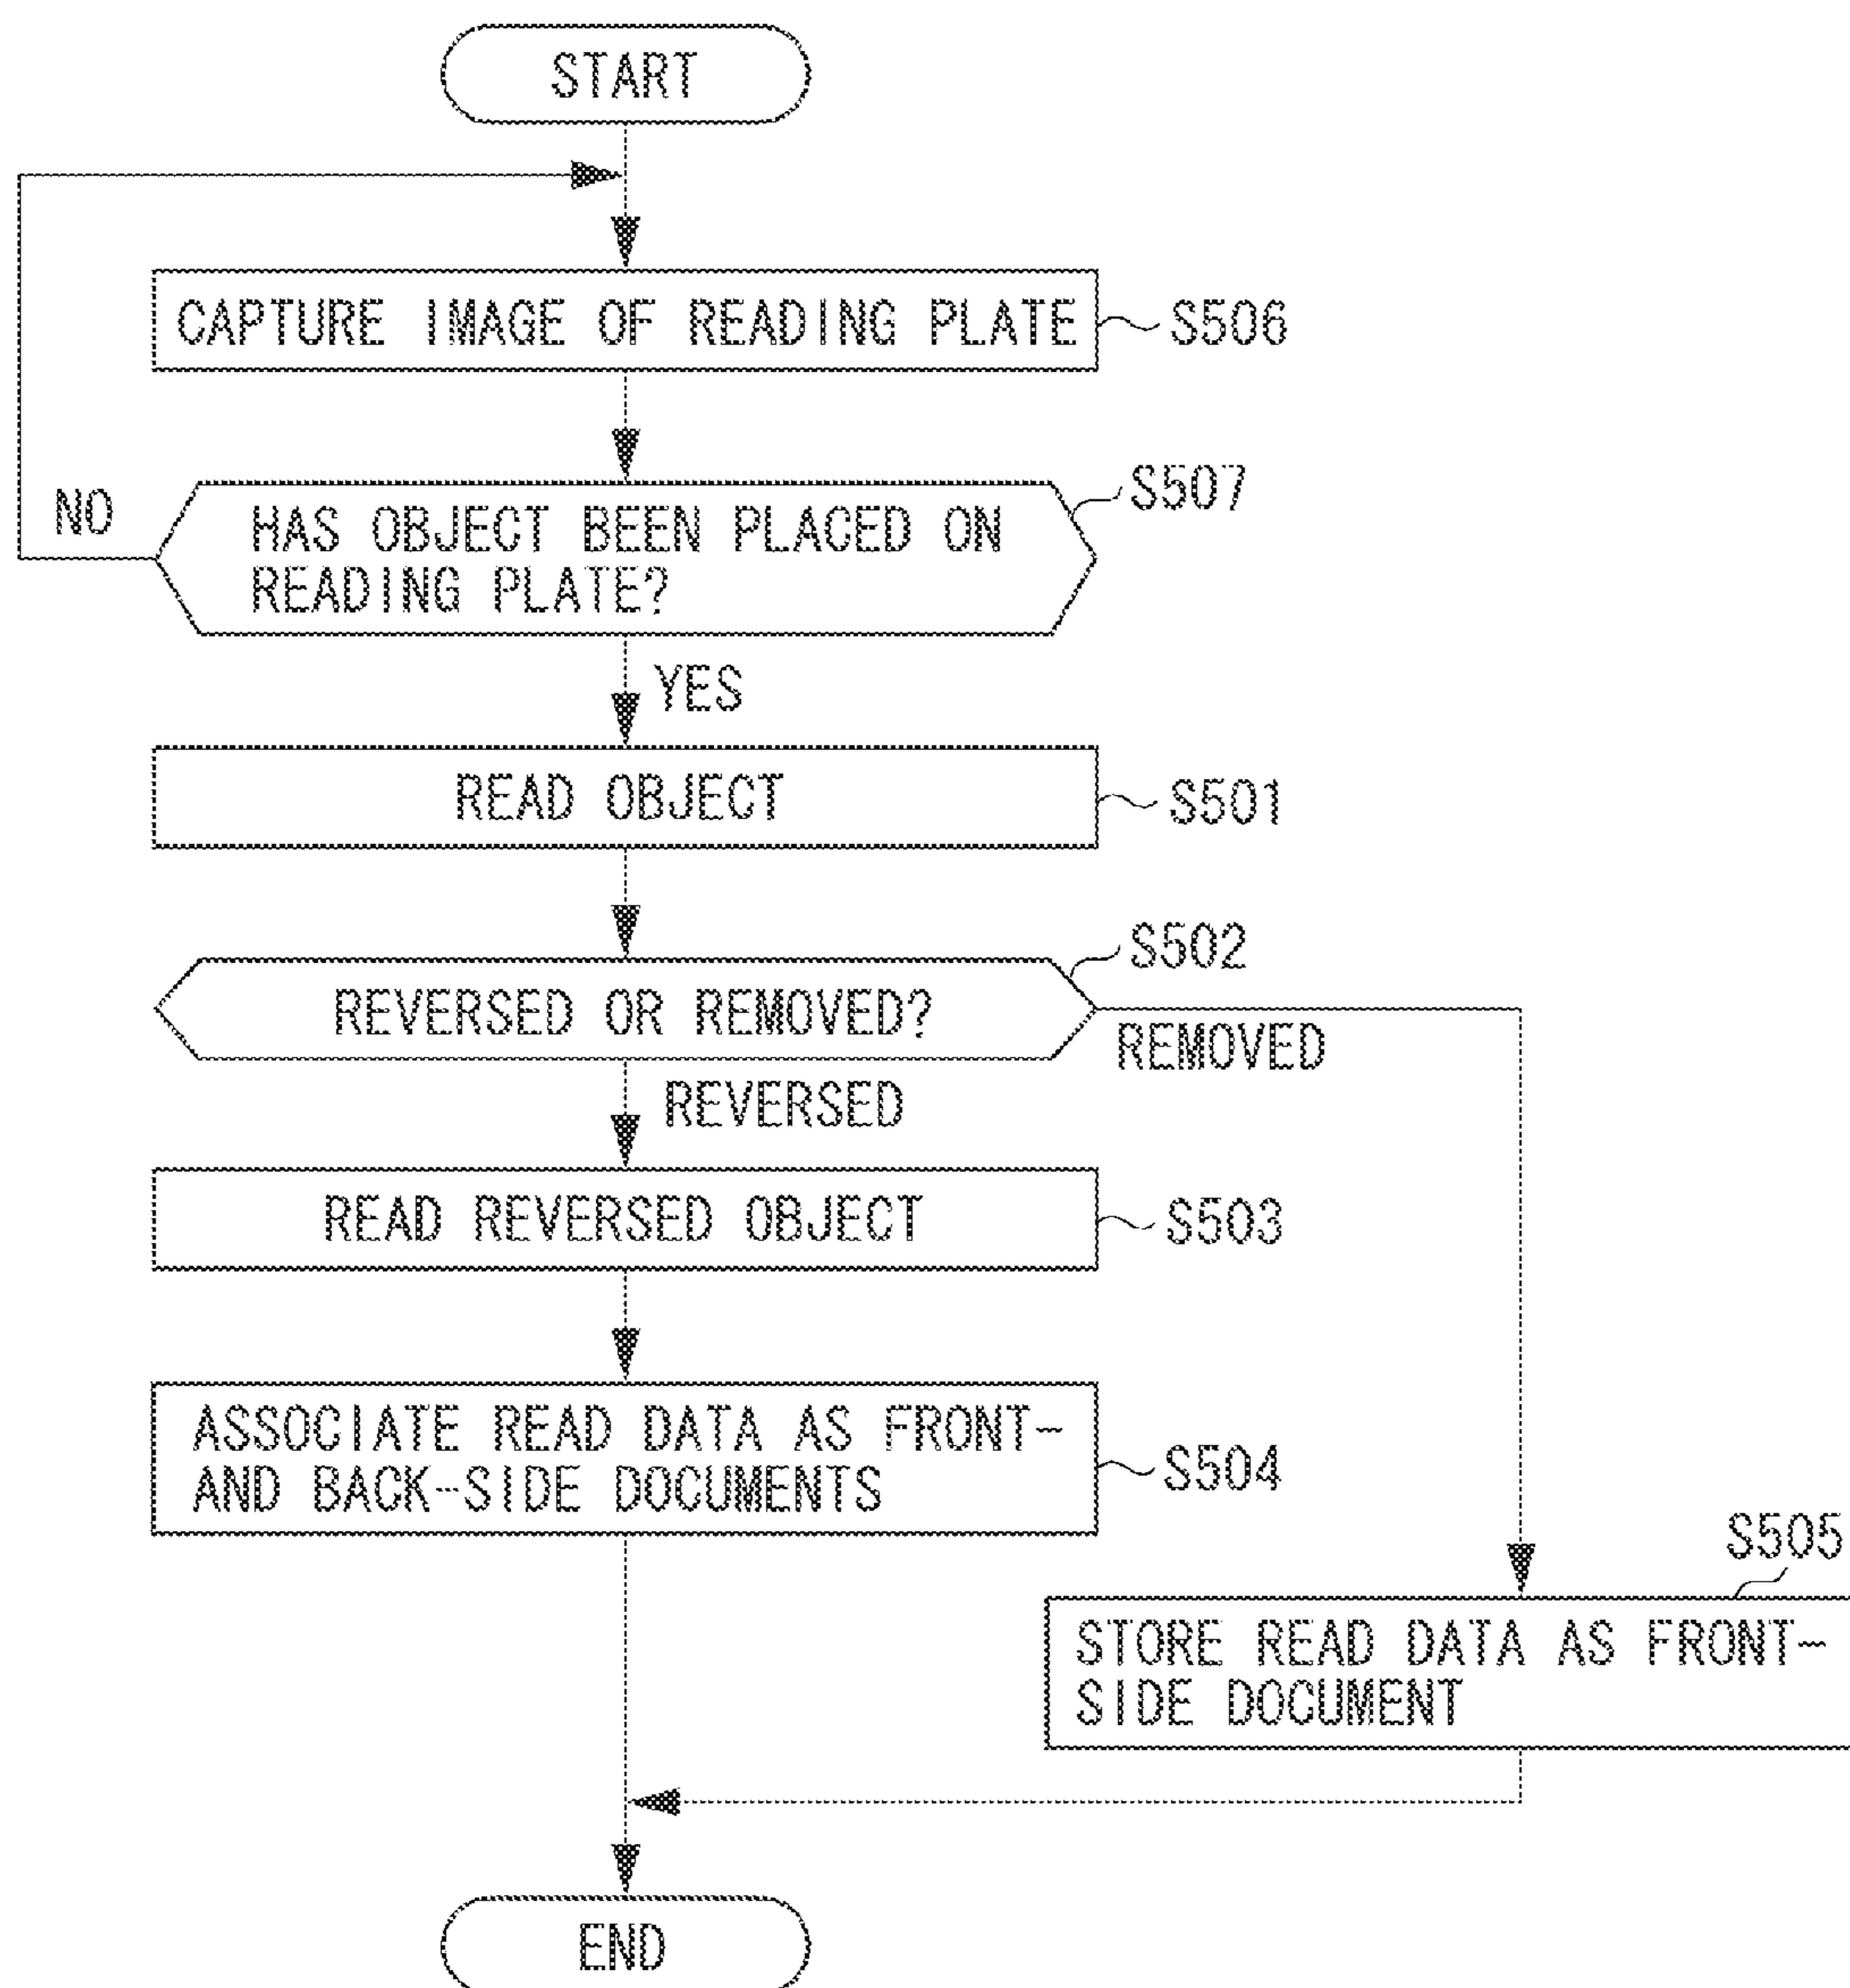 START
CAPTURE IMAGE OF READING PLATE
S506
S507
NO
HAS OBJECT BEEN PLACED ON
READING PLATE?
YES
READ OBJECT
S501
S502
REVERSED OR REMOVED?
REMOVED
REVERSED
READ REVERSED OBJECT
S503
ASSOCIATE READ DATA AS FRONT-
AND BACK-SIDE DOCUMENTS
S504
S505
STORE READ DATA AS FRONT-
SIDE DOCUMENT
END